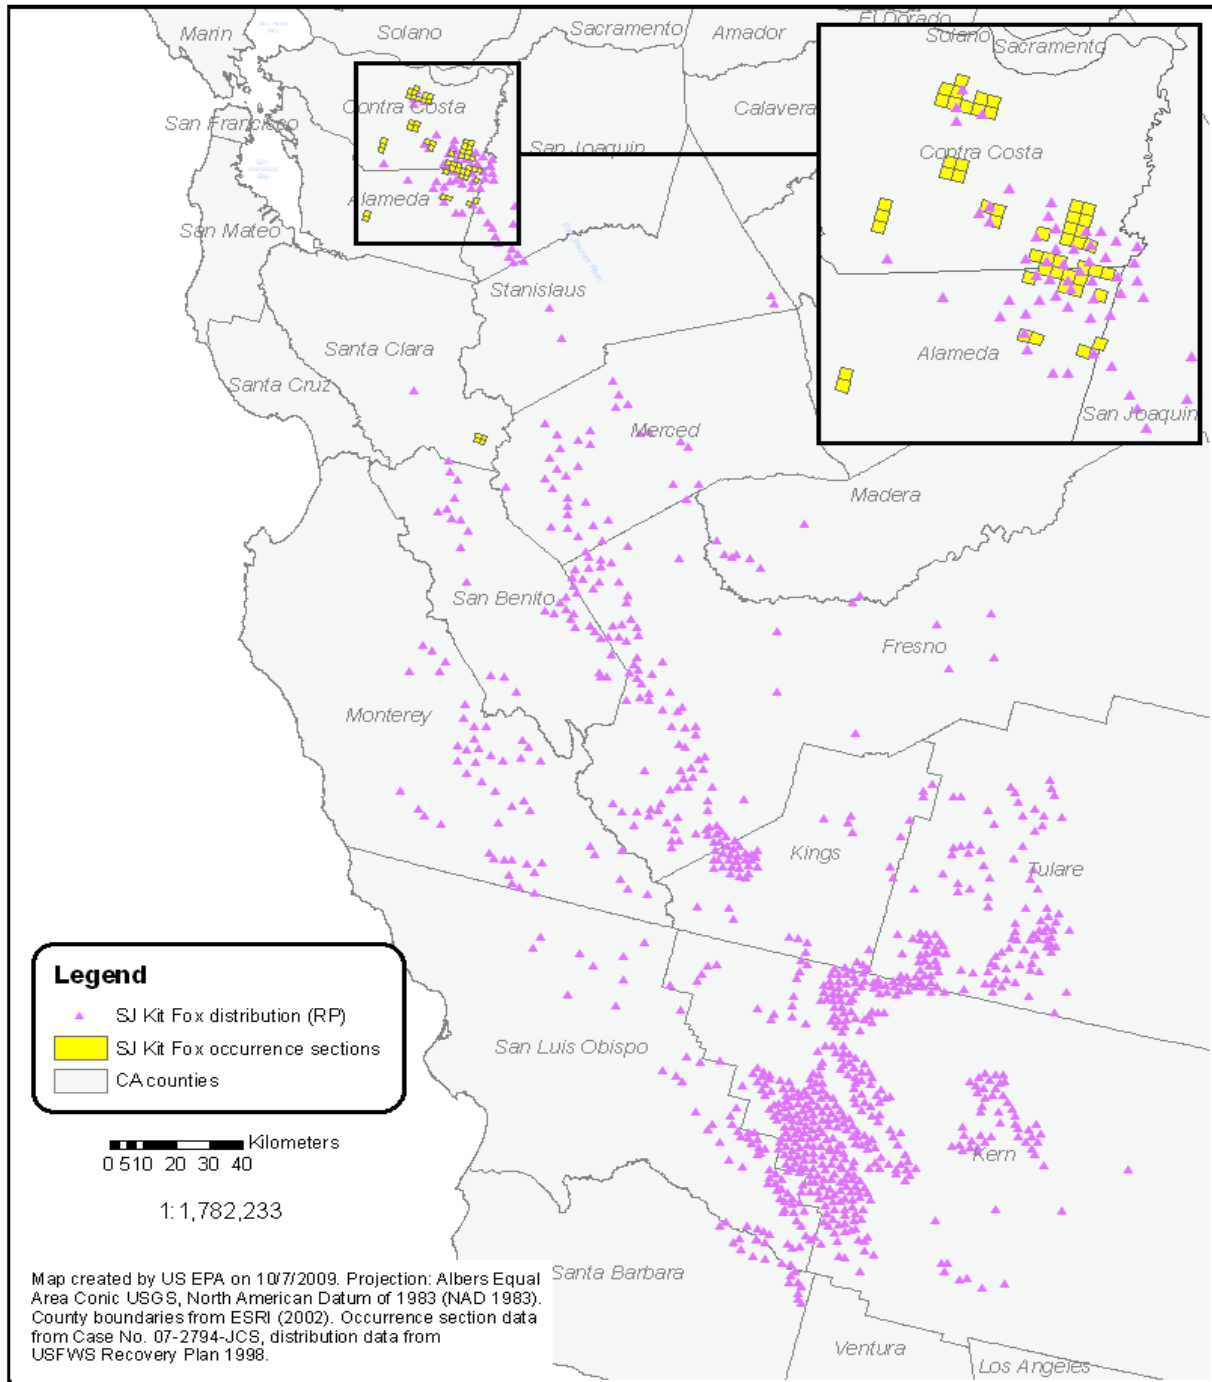 El Dorado
Marin
Solano
Sacramento
Amador
Solano
Sacramento
Contra Costa
Calavera
San Francisco
San Joaquin
Contra Costa
San Francisco Bay
Alameda
San Mateo
Alameda
San Joaquin
Stanislaus
Santa Clara
Santa Cruz
Merced
Madera
San Benito
Fresno
Monterey
Kings
Tulare
Legend
SJ Kit Fox distribution (RP)
SJ Kit Fox occurrence sections
CA counties
San Luis Obispo
Kilometers
0 5 10 20 30 40
Kern
1:1,782,233
Map created by US EPA on 10/7/2009. Projection: Albers Equal
Area Conic USGS, North American Datum of 1983 (NAD 1983).
County boundaries from ESRI (2002). Occurrence section data
from Case No. 07-2794-JCS, distribution data from
USFWS Recovery Plan 1998.
Santa Barbara
Ventura
Los Angeles